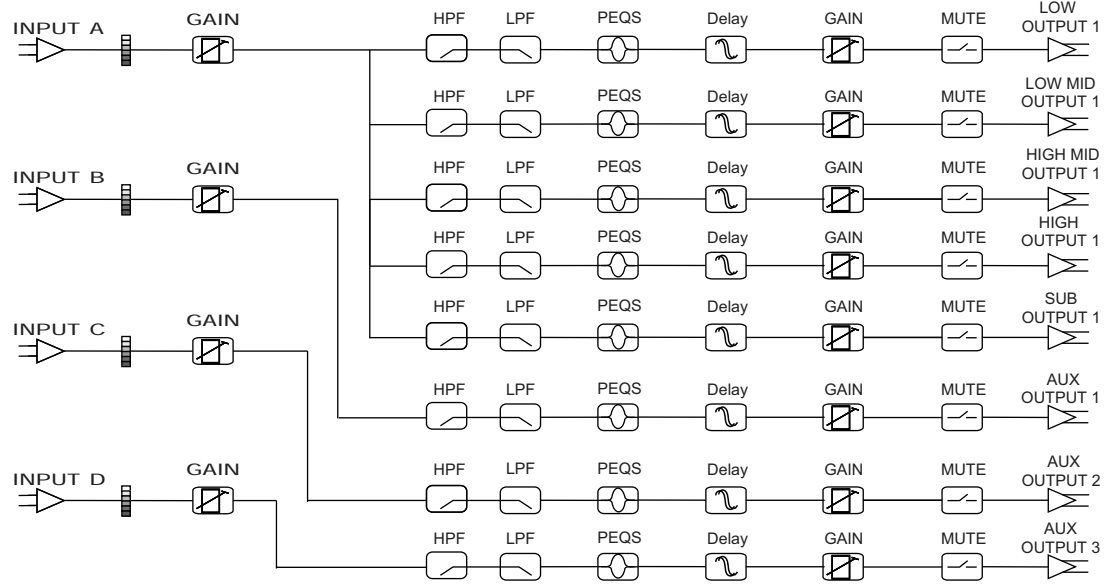 INPUT A
GAIN
HPF LPF PEQS Delay GAIN MUTE
LOW
OUTPUT 1
HPF LPF PEQS Delay GAIN MUTE
LOW MID
OUTPUT 1
INPUT B
GAIN
HPF LPF PEQS Delay GAIN MUTE
HIGH MID
OUTPUT 1
HPF LPF PEQS Delay GAIN MUTE
HIGH
OUTPUT 1
INPUT C
GAIN
HPF LPF PEQS Delay GAIN MUTE
SUB
OUTPUT 1
HPF LPF PEQS Delay GAIN MUTE
AUX
OUTPUT 1
INPUT D
GAIN
HPF LPF PEQS Delay GAIN MUTE
AUX
OUTPUT 2
HPF LPF PEQS Delay GAIN MUTE
AUX
OUTPUT 3